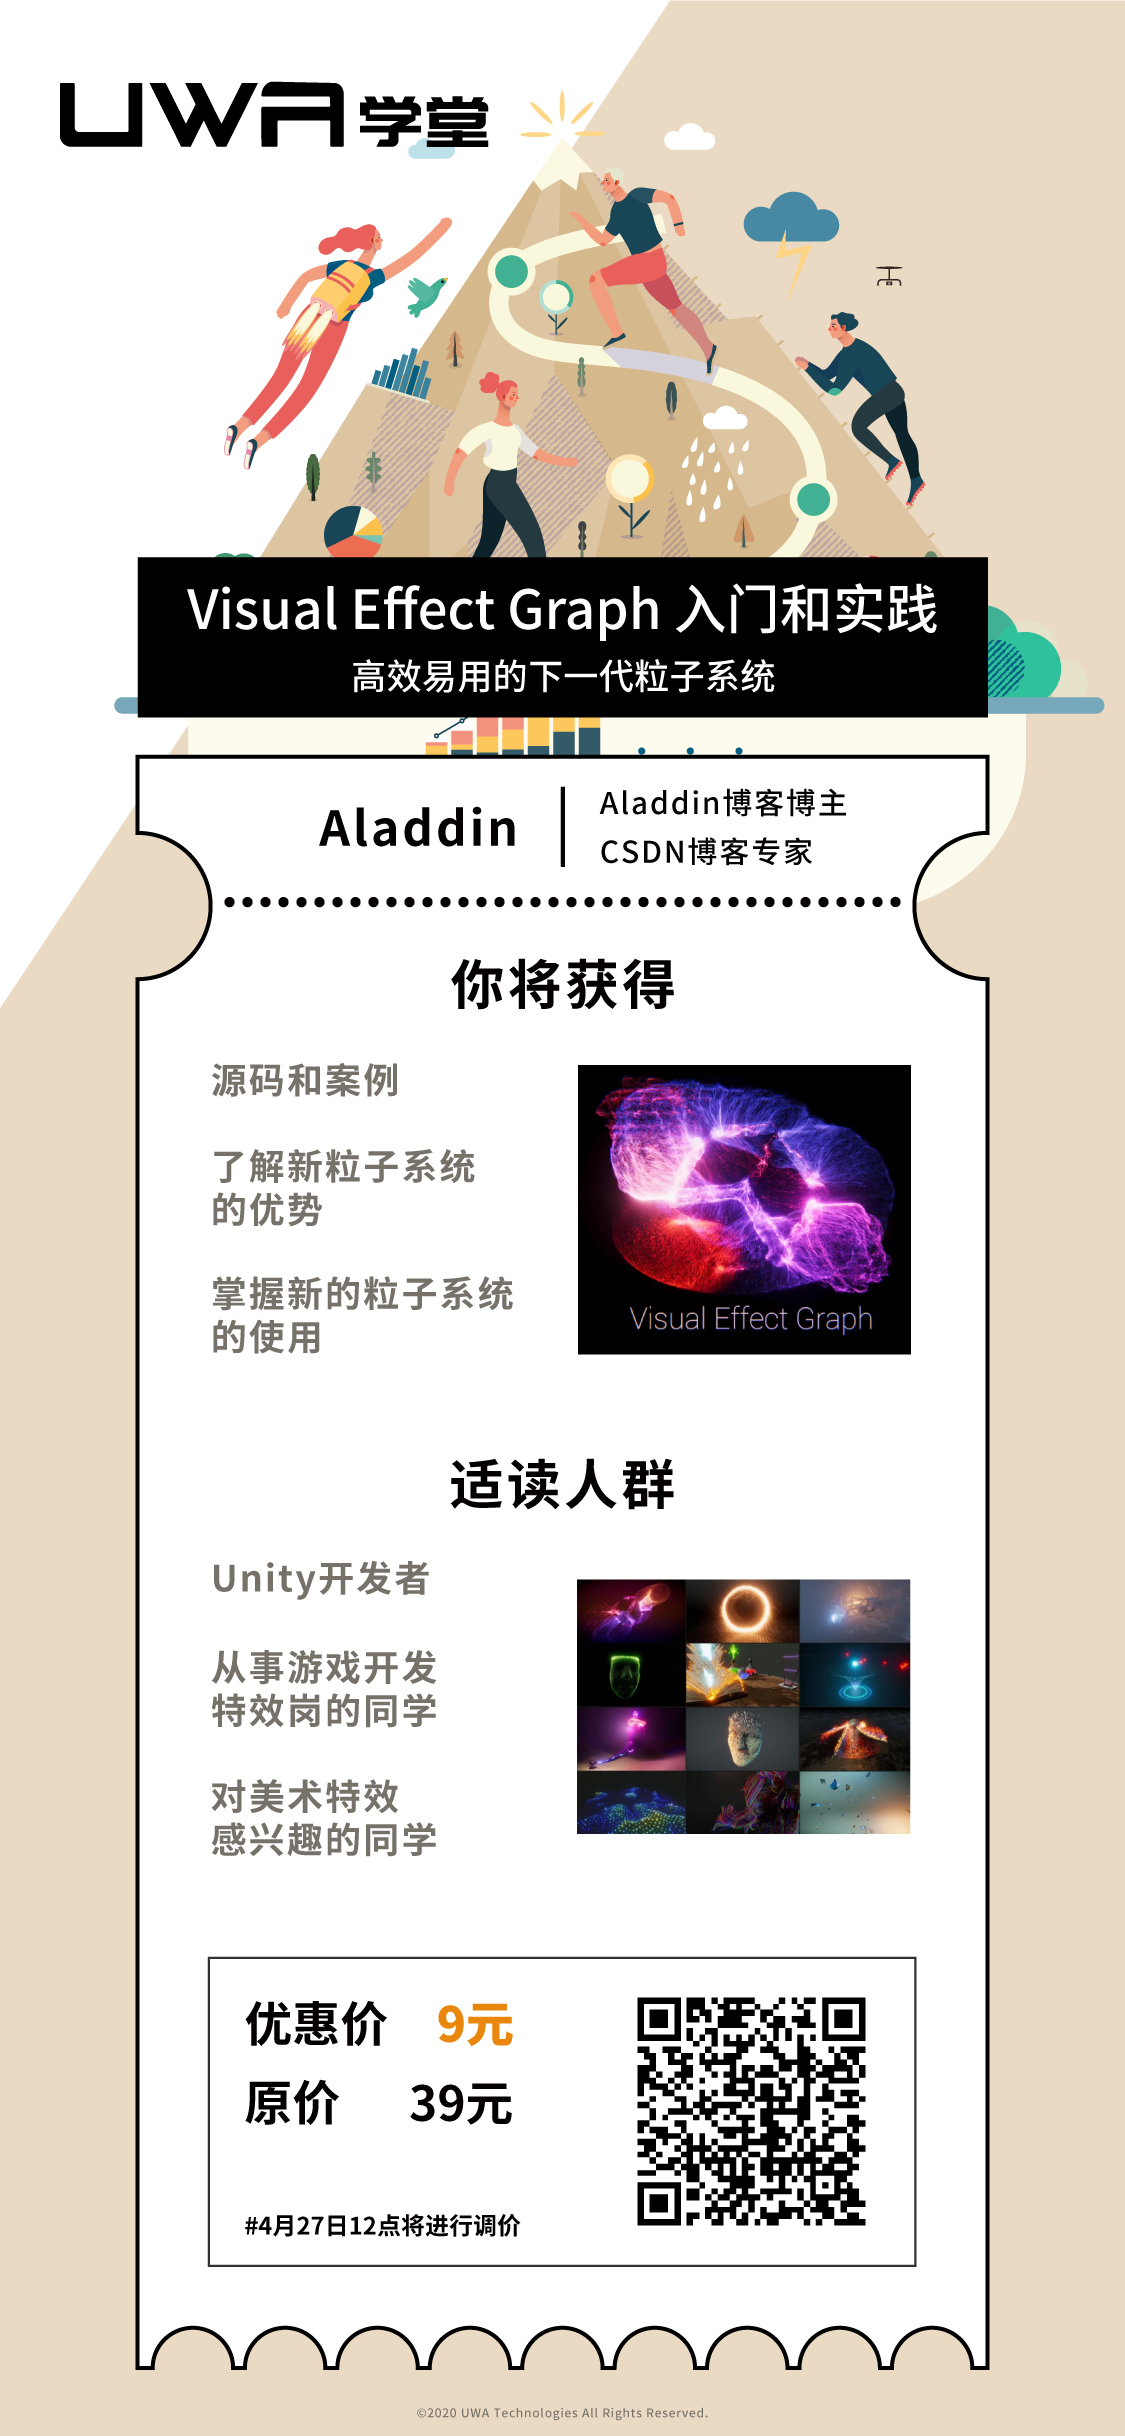 UWA学堂
Visual Effect Graph 入门和实践
高效易用的下一代粒子系统
Aladdin
Aladdin博客博主
CSDN博客专家
你将获得
源码和案例
了解新粒子系统
的优势
掌握新的粒子系统
的使用
Visual Effect Graph
适读人群
Unity开发者
从事游戏开发
特效岗的同学
对美术特效
感兴趣的同学
优惠价 9元
原价 39元
#4月27日12点将进行调价
©2020 UWA Technologies All Rights Reserved.